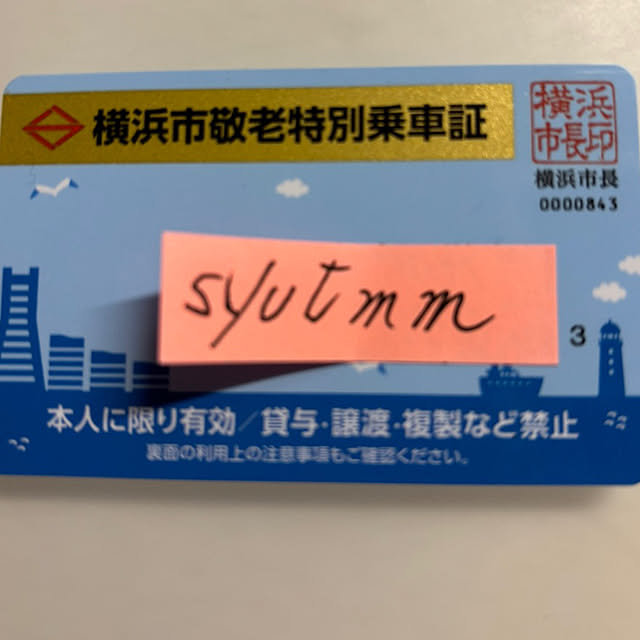 横浜市敬老特別乗車証
横浜
市長印
横浜市長
0000843
syutmm
3
本人に限り有効／貸与・譲渡・複製など禁止
裏面の利用上の注意事項もご確認ください。